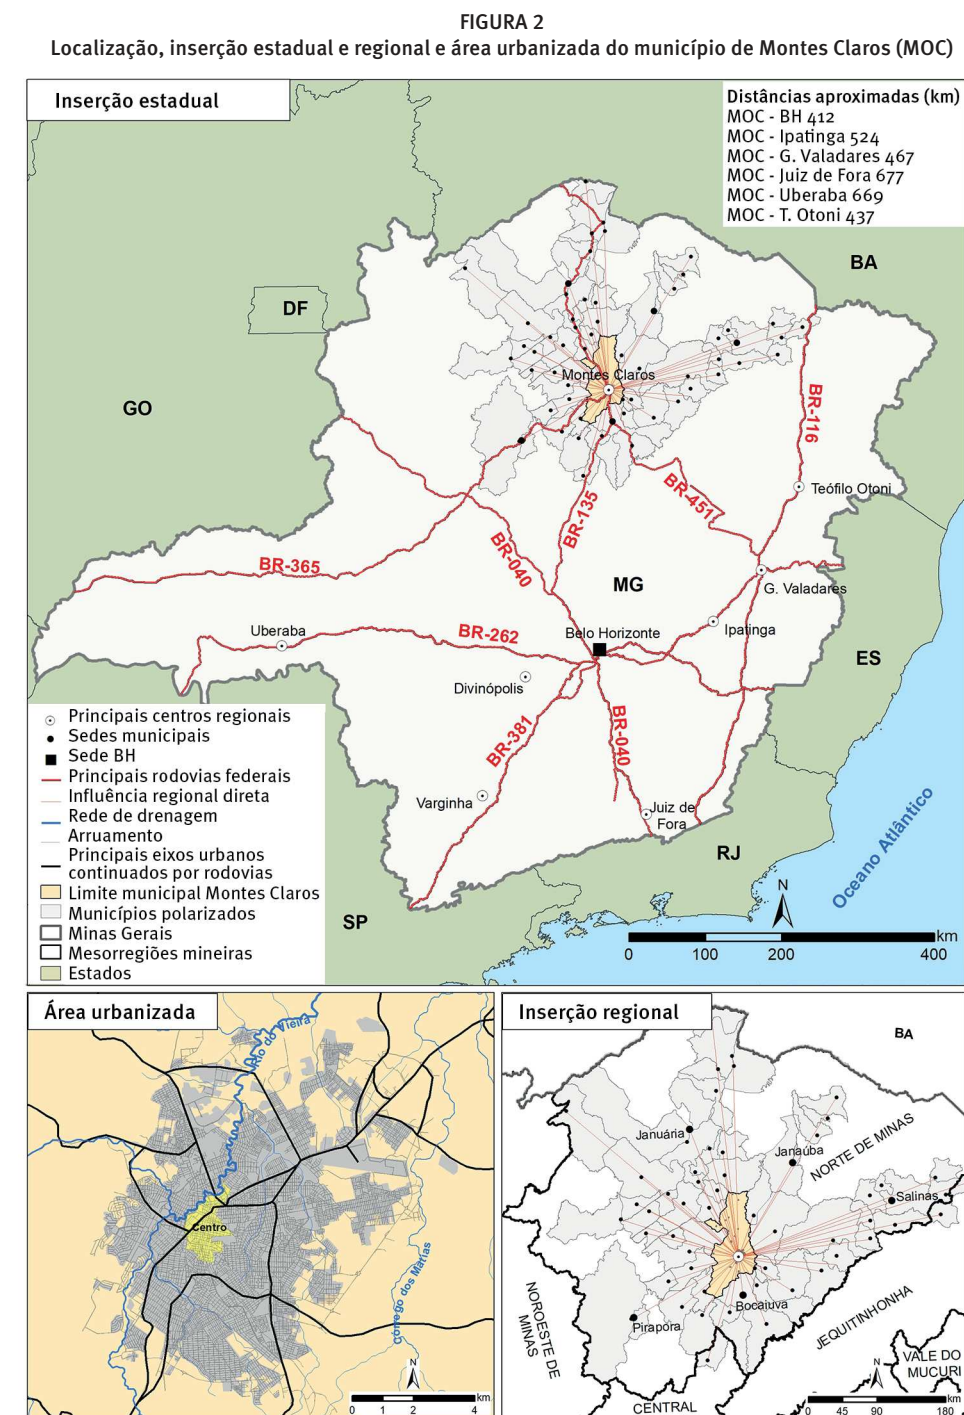 FIGURA 2
Localização, inserção estadual e regional e área urbanizada do município de Montes Claros (MOC)
Inserção estadual
Distâncias aproximadas (km)
MOC - BH 412
MOC - Ipatinga 524
MOC - G. Valadares 467
MOC - Juiz de Fora 677
MOC - Uberaba 669
MOC - T. Otoni 437
BA
DF
GO
Montes Claros
BR-116
Teófilo Otoni
BR-451
BR-135
BR-040
BR-365
MG
G. Valadares
Ipatinga
Uberaba
BR-262
Belo Horizonte
ES
Divinópolis
BR-381
BR-040
Varginha
Juiz de
Fora
RJ
SP
Oceano Atlântico
N
km
0 100 200 400
Principais centros regionais
Sedes municipais
Sede BH
Principais rodovias federais
Influência regional direta
Rede de drenagem
Arruamento
Principais eixos urbanos
continuados por rodovias
Limite municipal Montes Claros
Municípios polarizados
Minas Gerais
Mesorregiões mineiras
Estados
Área urbanizada
Rio do Vieira
Centro
Córrego dos Matias
N
km
0 1 2 4
Inserção regional
BA
Januária
Janaúba
NORTE DE MINAS
Salinas
Bocaiuva
Pirapora
NOROESTE DE
MINAS
JEQUITINHONHA
VALE DO
MUCURI
CENTRAL
N
km
0 45 90 180